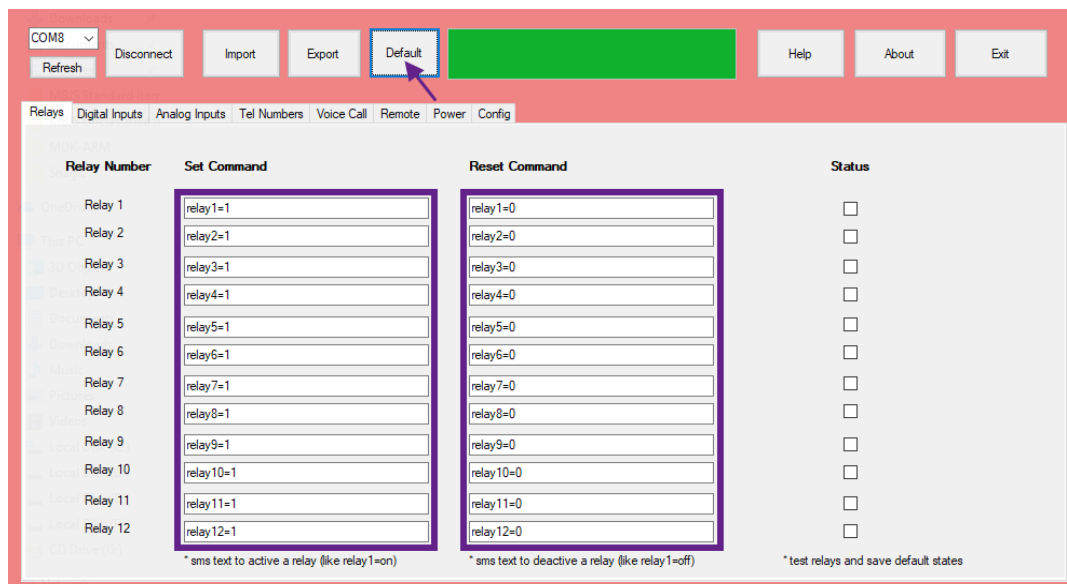 COM8
Refresh
Disconnect
Import
Export
Default
Help
About
Exit
Relays Digital Inputs Analog Inputs Tel Numbers Voice Call Remote Power Config
Relay Number Set Command Reset Command Status
Relay 1 relay1=1 relay1=0
Relay 2 relay2=1 relay2=0
Relay 3 relay3=1 relay3=0
Relay 4 relay4=1 relay4=0
Relay 5 relay5=1 relay5=0
Relay 6 relay6=1 relay6=0
Relay 7 relay7=1 relay7=0
Relay 8 relay8=1 relay8=0
Relay 9 relay9=1 relay9=0
Relay 10 relay10=1 relay10=0
Relay 11 relay11=1 relay11=0
Relay 12 relay12=1 relay12=0
* sms text to active a relay (like relay1=on) * sms text to deactive a relay (like relay1=off) * test relays and save default states